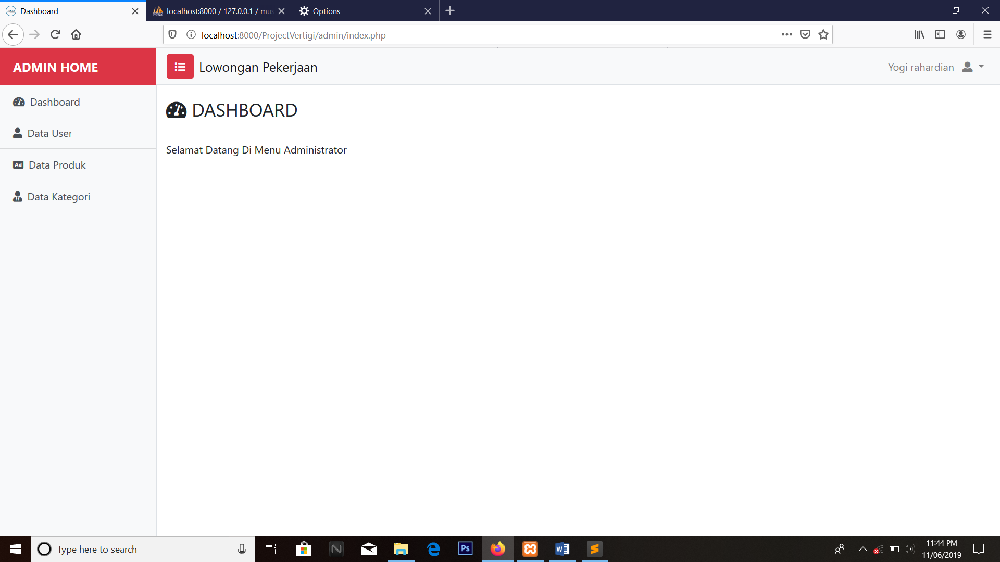 Dashboard
localhost:8000 / 127.0.0.1 / mus
Options
localhost:8000/ProjectVertigi/admin/index.php
ADMIN HOME
Lowongan Pekerjaan
Yogi rahardian
Dashboard
Data User
Ad Data Produk
Data Kategori
DASHBOARD
Selamat Datang Di Menu Administrator
Type here to search
Ps
11:44 PM
11/06/2019